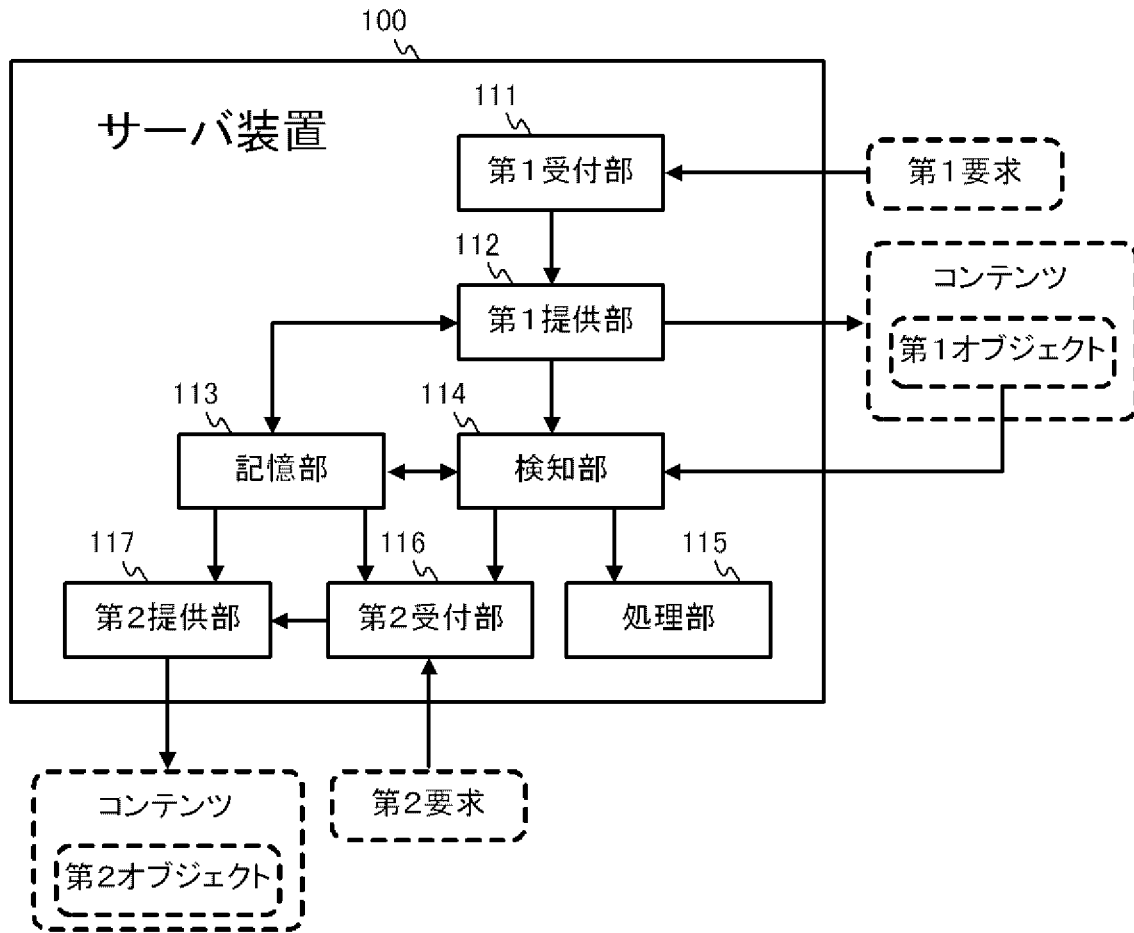 100
サーバ装置
111
第1受付部
第1要求
112
第1提供部
コンテンツ
第1オブジェクト
113
記憶部
114
検知部
117
第2提供部
116
第2受付部
115
処理部
コンテンツ
第2オブジェクト
第2要求